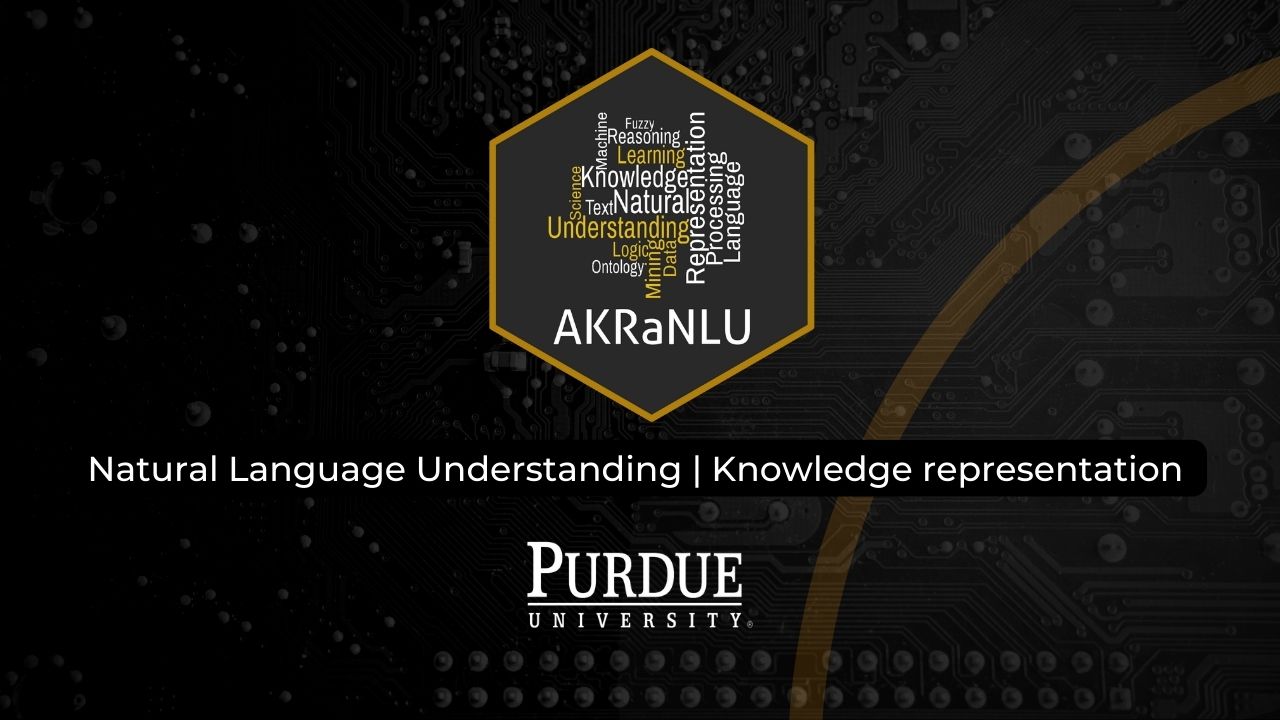 Machine
Fuzzy
Reasoning
Learning
Science
Knowledge
Text
Natural
Understanding
Logic
Ontology
Mining
Data
Representation
Processing
Language
AKRaNLU
Natural Language Understanding | Knowledge representation
PURDUE
UNIVERSITY®